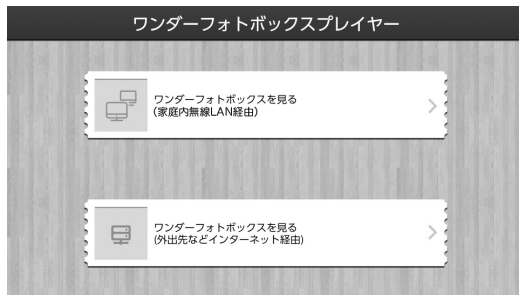 ワンダーフォトボックスプレイヤー
ワンダーフォトボックスを見る
(家庭内無線LAN経由)
ワンダーフォトボックスを見る
(外出先などインターネット経由)